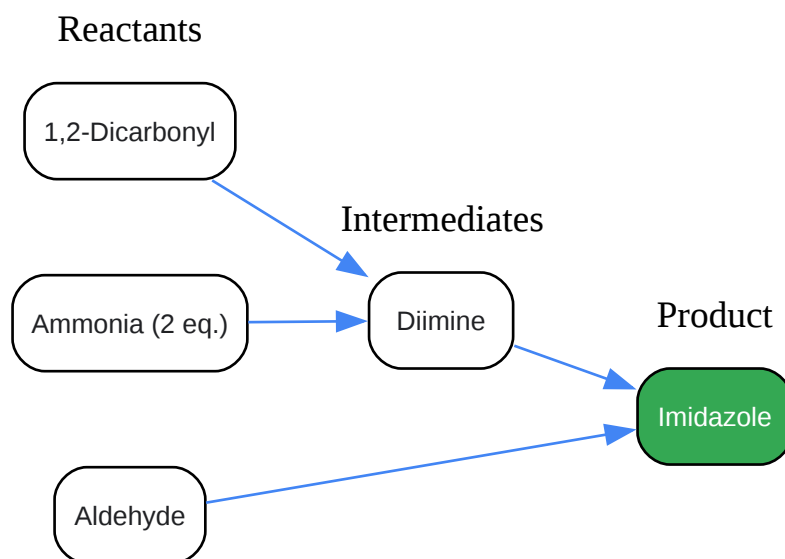 Reactants
1,2-Dicarbonyl
Intermediates
Ammonia (2 eq.)
Diimine
Product
Imidazole
Aldehyde